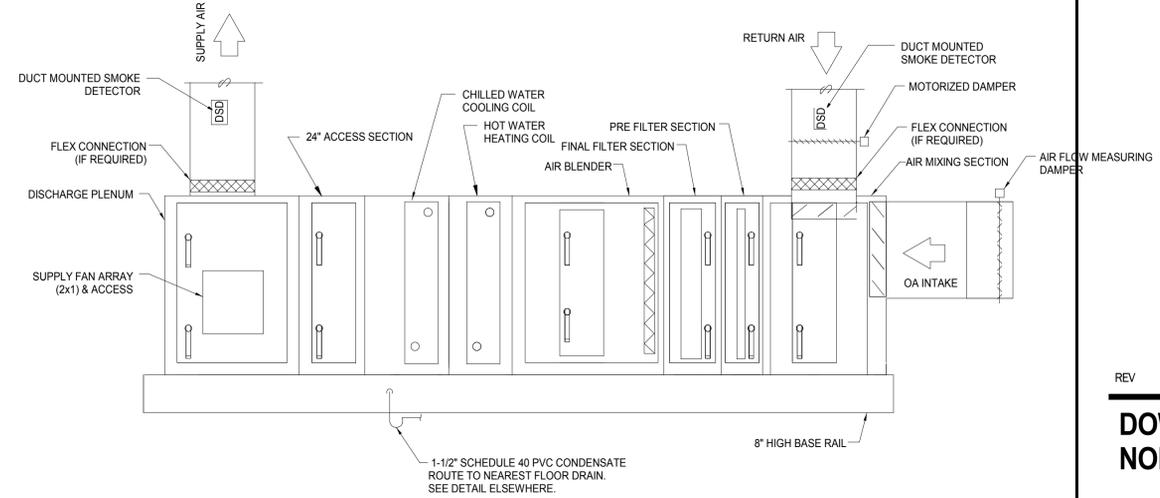 SUPPLY AIR
RETURN AIR
DUCT MOUNTED
SMOKE DETECTOR
DUCT MOUNTED SMOKE
DETECTOR
DSD
DSD
MOTORIZED DAMPER
CHILLED WATER
COOLING COIL
24" ACCESS SECTION
HOT WATER
HEATING COIL
PRE FILTER SECTION
FINAL FILTER SECTION
AIR BLENDER
FLEX CONNECTION
(IF REQUIRED)
FLEX CONNECTION
(IF REQUIRED)
AIR MIXING SECTION
AIR FLOW MEASURING
DAMPER
DISCHARGE PLENUM
SUPPLY FAN ARRAY
(2x1) & ACCESS
OA INTAKE
8" HIGH BASE RAIL
1-1/2" SCHEDULE 40 PVC CONDENSATE
ROUTE TO NEAREST FLOOR DRAIN.
SEE DETAIL ELSEWHERE.
REV